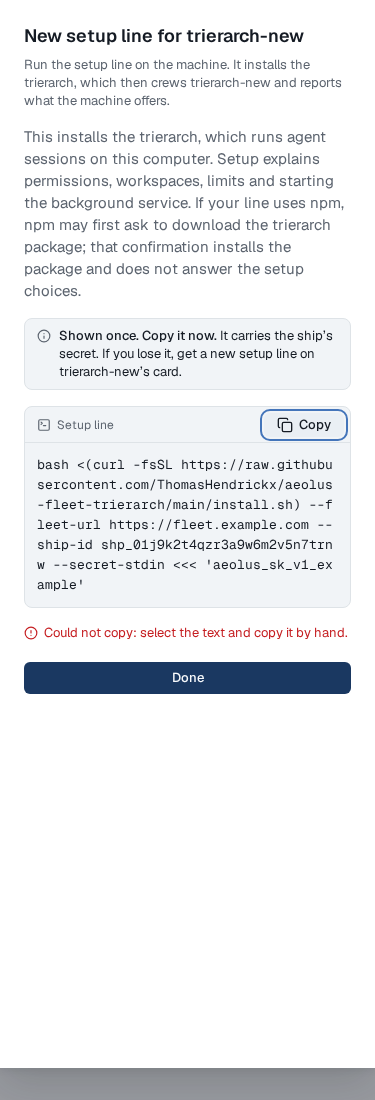 New setup line for trierarch-new
Run the setup line on the machine. It installs the
trierarch, which then crews trierarch-new and reports
what the machine offers.
This installs the trierarch, which runs agent
sessions on this computer. Setup explains
permissions, workspaces, limits and starting
the background service. If your line uses npm,
npm may first ask to download the trierarch
package; that confirmation installs the
package and does not answer the setup
choices.
Shown once. Copy it now. It carries the ship’s
secret. If you lose it, get a new setup line on
trierarch-new’s card.
Setup line
Copy
bash <(curl -fsSL https://raw.githubu
sercontent.com/ThomasHendrickx/aeolus
-fleet-trierarch/main/install.sh) --f
leet-url https://fleet.example.com --
ship-id shp_01j9k2t4qzr3a9w6m2v5n7trn
w --secret-stdin <<< 'aeolus_sk_v1_ex
ample'
Could not copy: select the text and copy it by hand.
Done